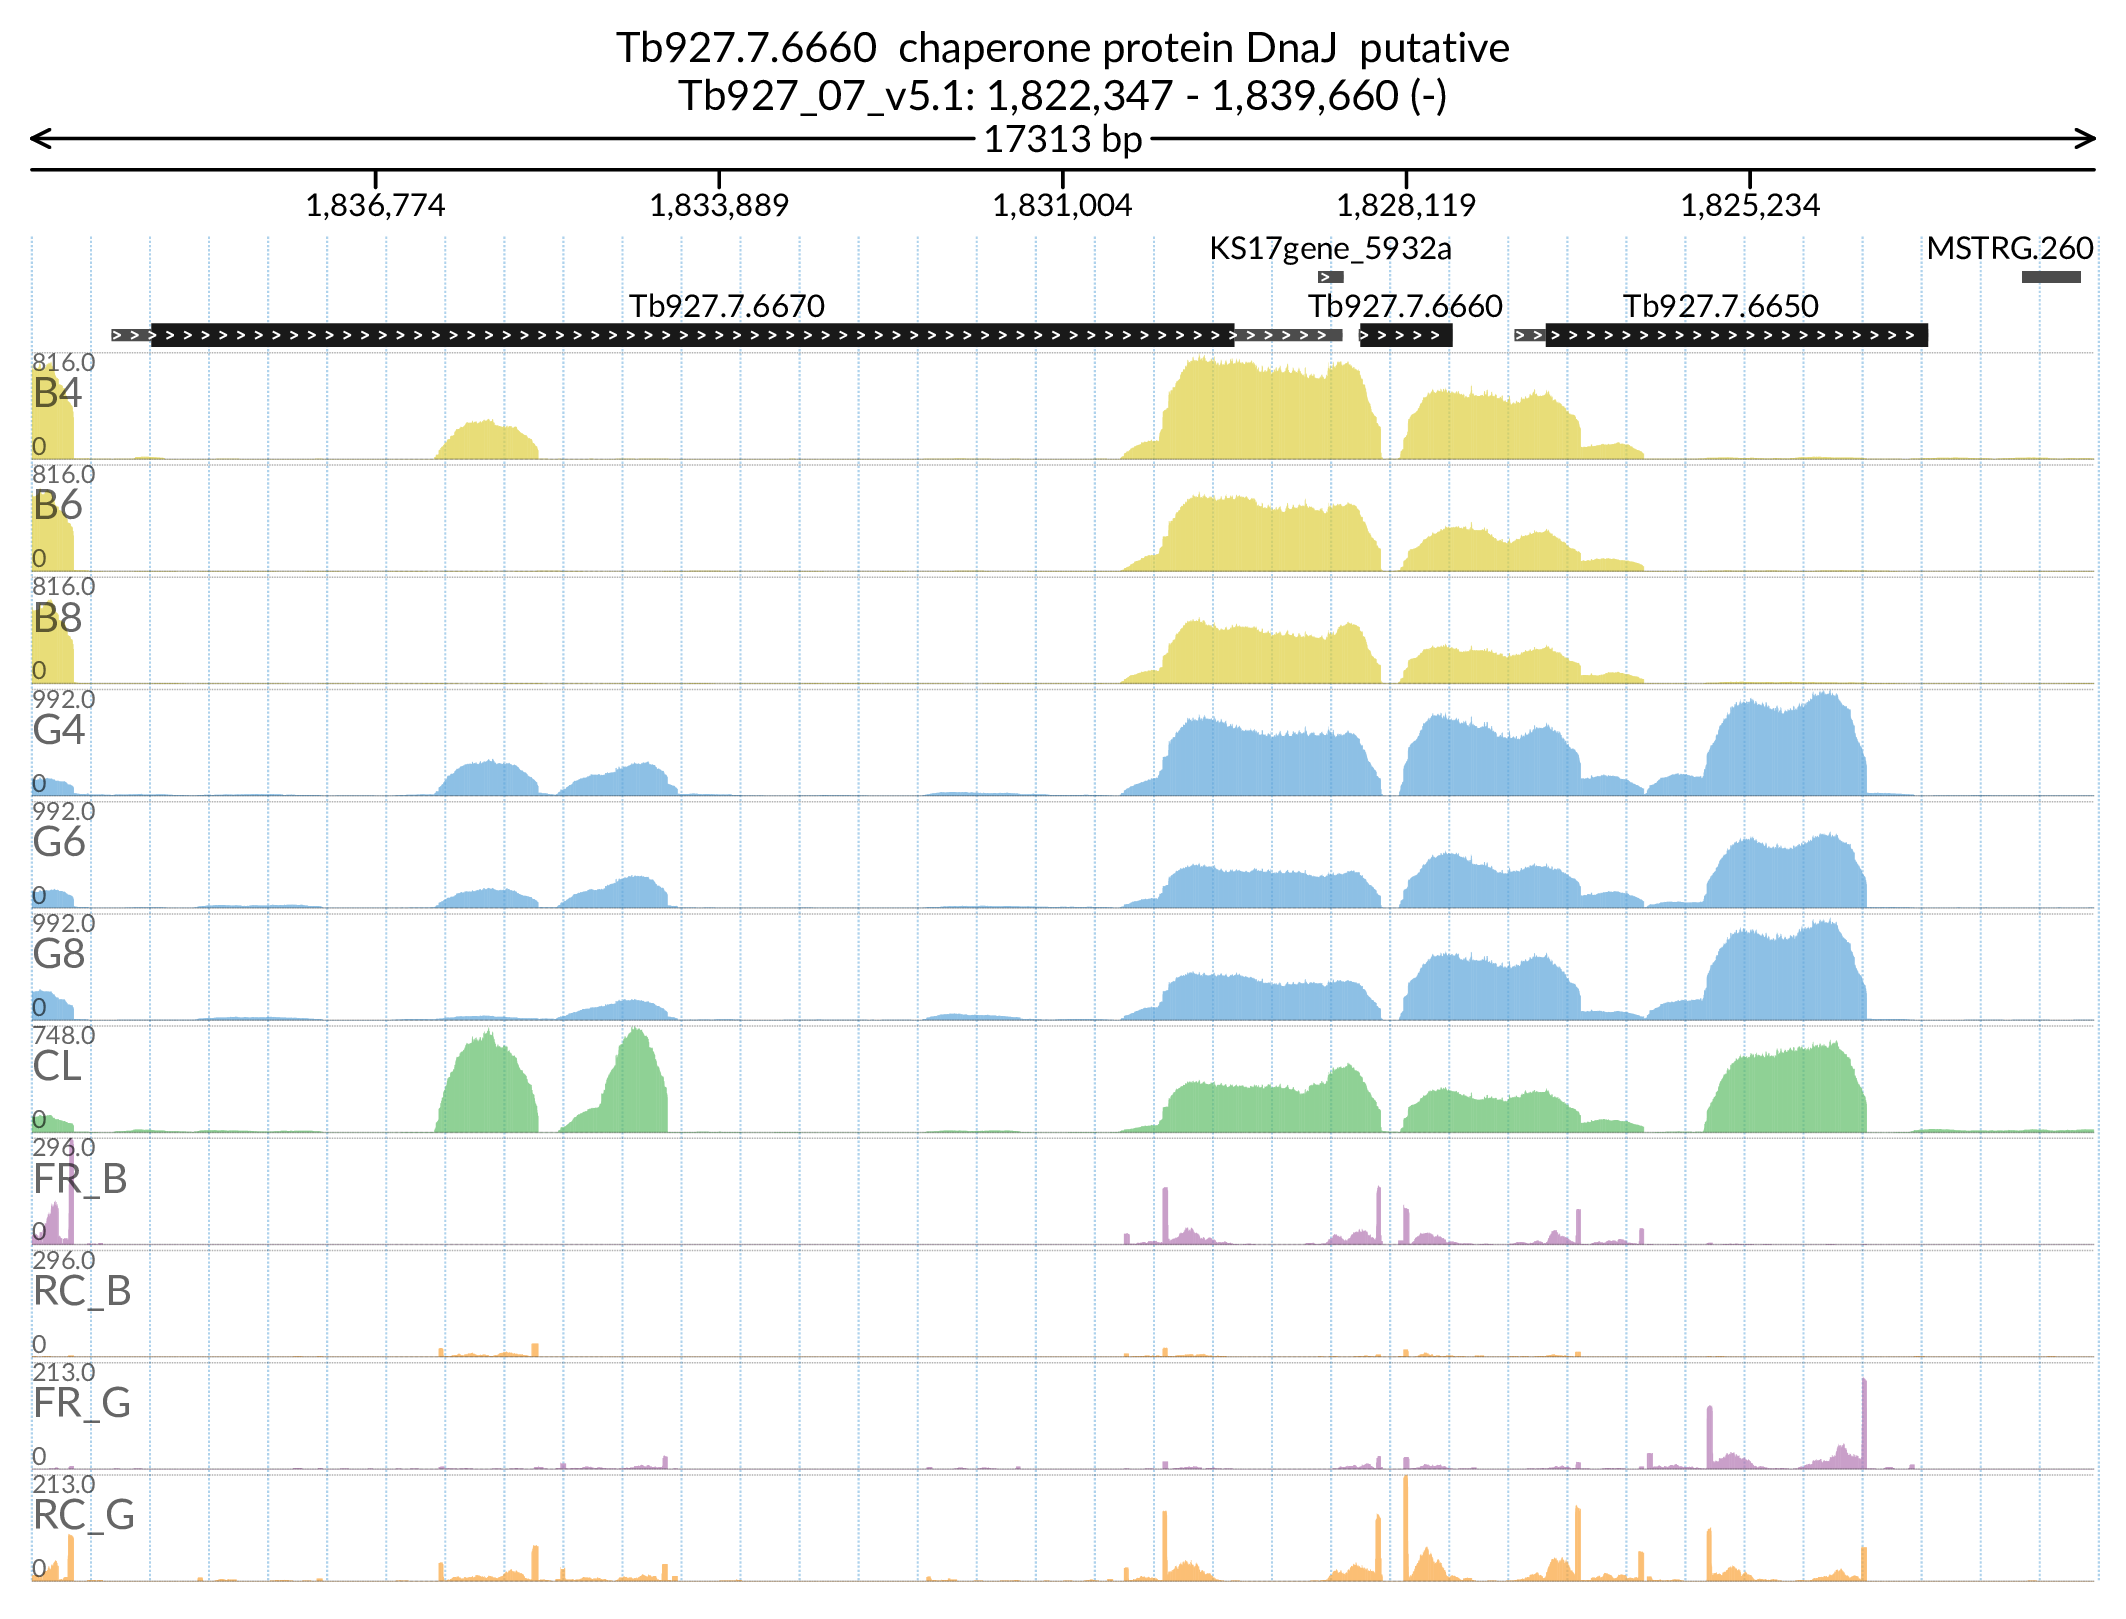 Tb927.7.6660  chaperone protein DnaJ  putative
Tb927_07_v5.1: 1,822,347 - 1,839,660 (-)
17313 bp
1,836,774 1,833,889 1,831,004 1,828,119 1,825,234
KS17gene_5932a MSTRG.260
Tb927.7.6670 Tb927.7.6660 Tb927.7.6650
816.0
B4
0
816.0
B6
0
816.0
B8
0
992.0
G4
0
992.0
G6
0
992.0
G8
0
748.0
CL
0
296.0
FR_B
0
296.0
RC_B
0
213.0
FR_G
0
213.0
RC_G
0